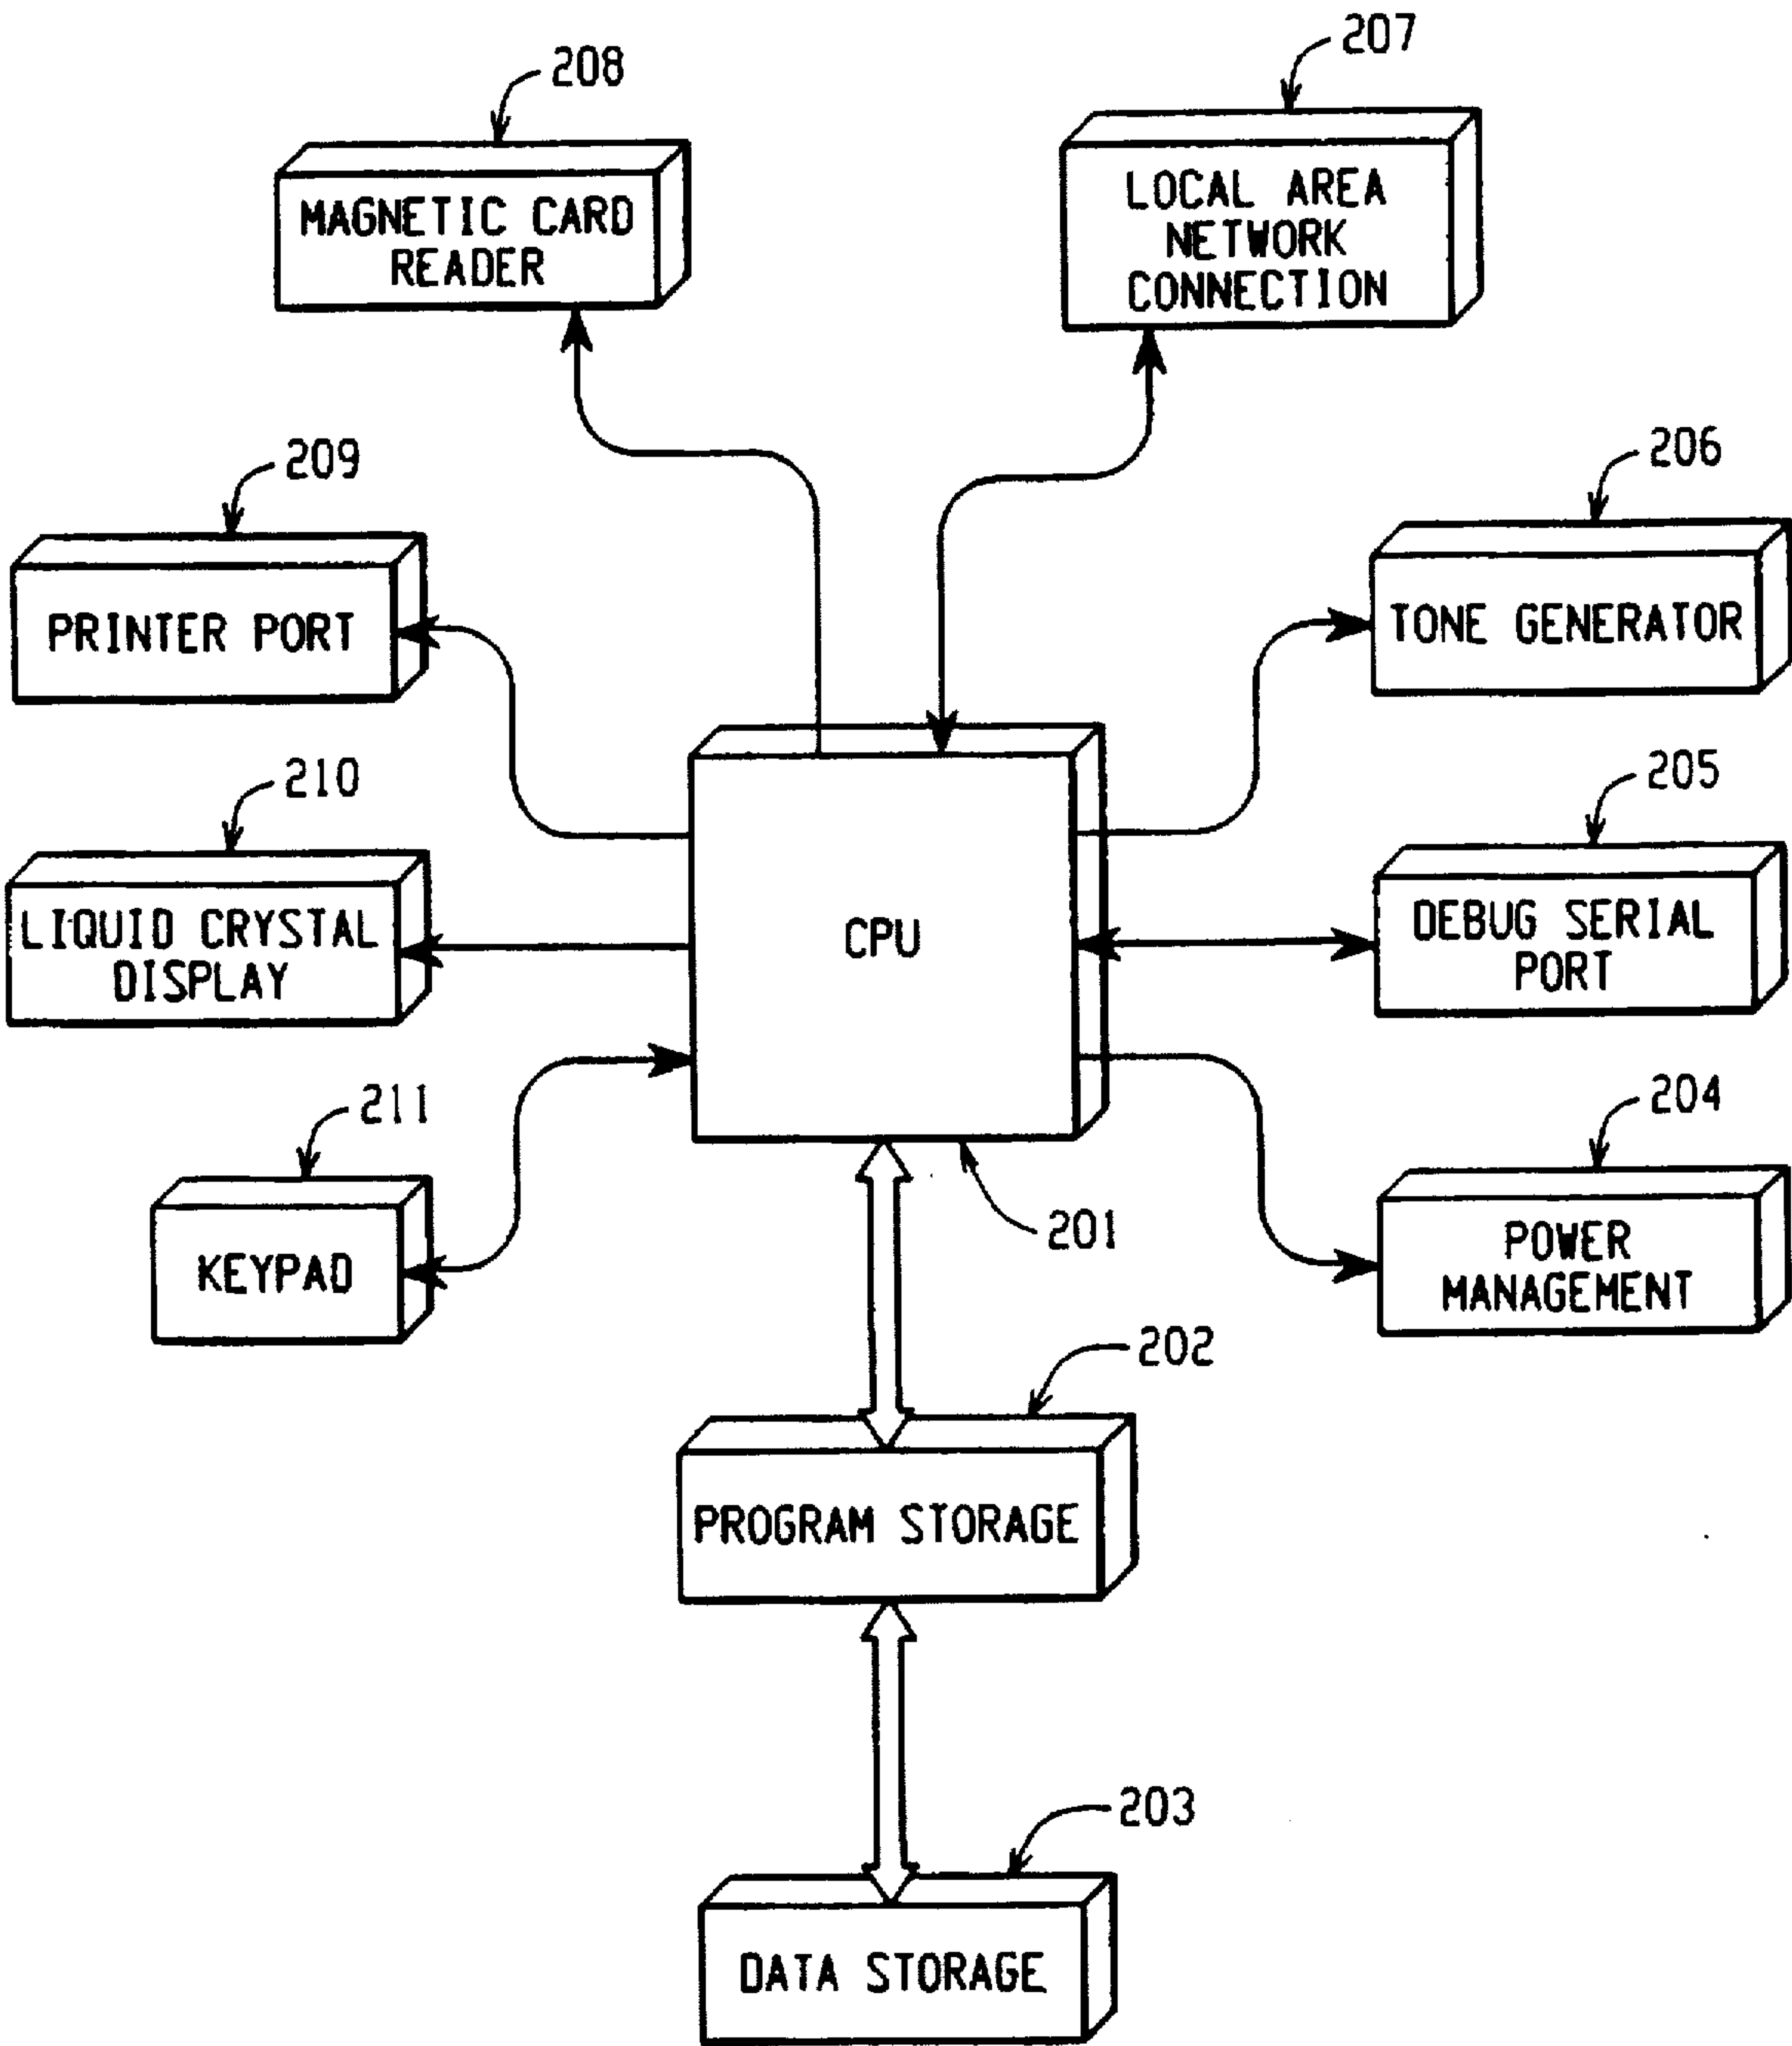 208
207
MAGNETIC CARD
READER
LOCAL AREA
NETWORK
CONNECTION
209
206
PRINTER PORT
TONE GENERATOR
210
205
LIQUID CRYSTAL
DISPLAY
CPU
DEBUG SERIAL
PORT
211
204
KEYPAD
201
POWER
MANAGEMENT
202
PROGRAM STORAGE
203
DATA STORAGE